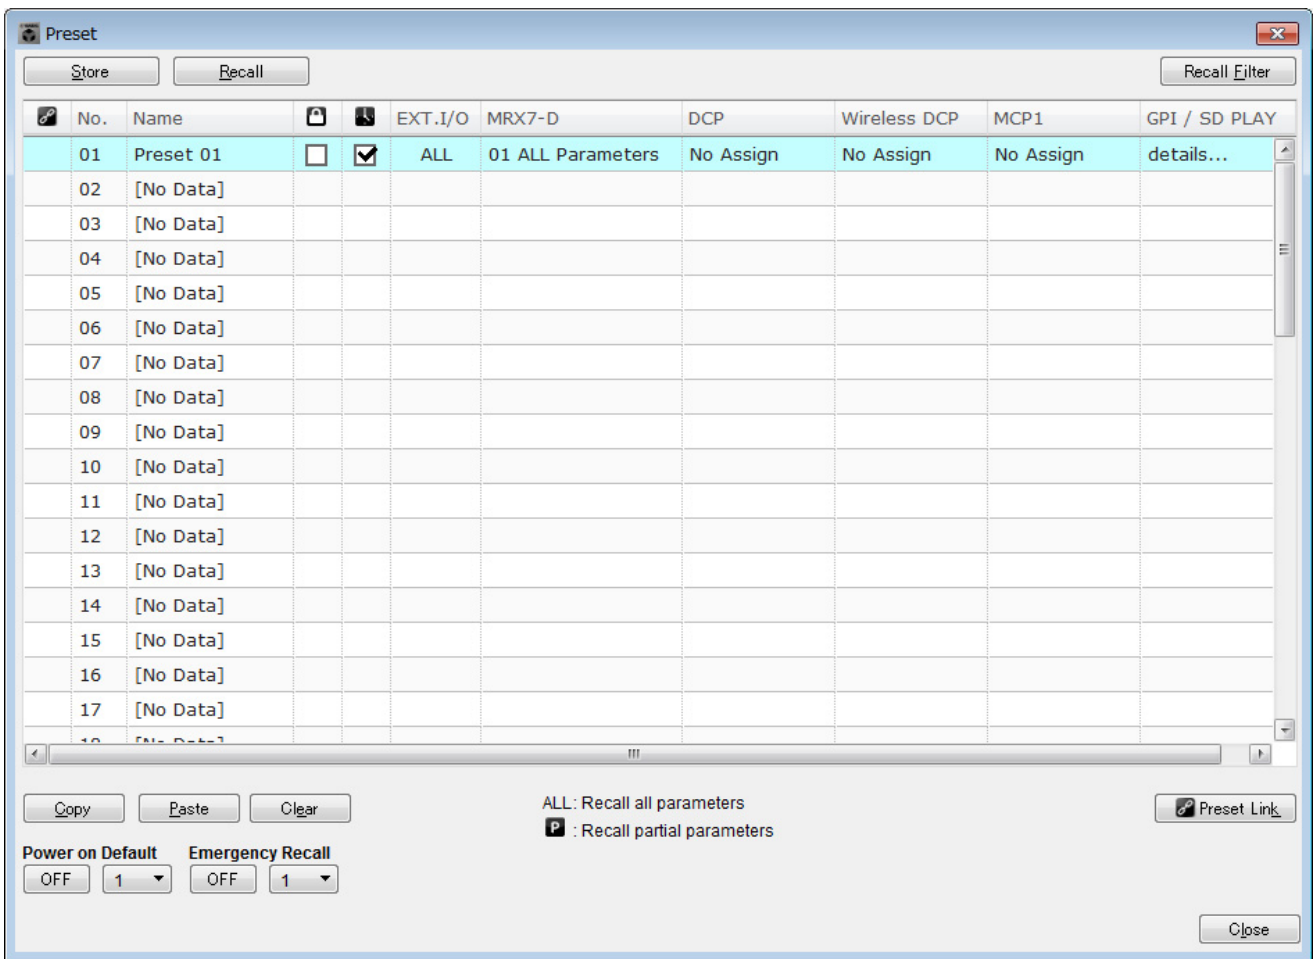 Preset
Store Recall Recall Filter
No. Name EXT.I/O MRX7-D DCP Wireless DCP MCP1 GPI / SD PLAY
01 Preset 01 ALL 01 ALL Parameters No Assign No Assign No Assign details...
02 [No Data]
03 [No Data]
04 [No Data]
05 [No Data]
06 [No Data]
07 [No Data]
08 [No Data]
09 [No Data]
10 [No Data]
11 [No Data]
12 [No Data]
13 [No Data]
14 [No Data]
15 [No Data]
16 [No Data]
17 [No Data]
Copy Paste Clear ALL: Recall all parameters Preset Link
P : Recall partial parameters
Power on Default Emergency Recall
OFF 1 OFF 1
Close